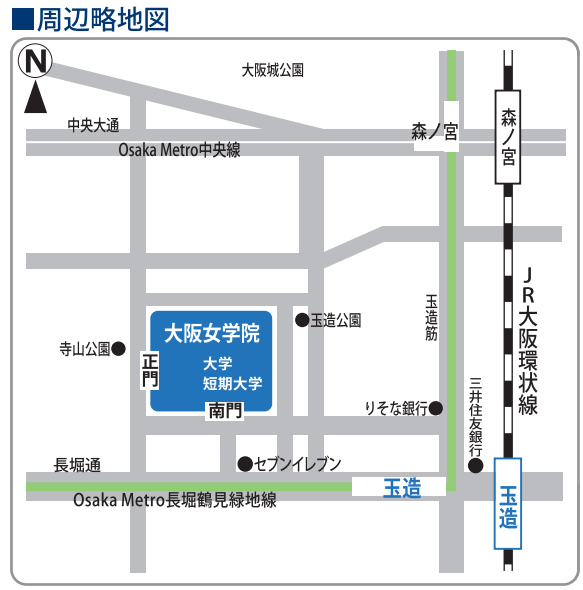 ■周辺略地図
N
大阪城公園
中央大通
Osaka Metro中央線
森ノ宮
森ノ宮
JR大阪環状線
玉造筋
玉造公園
大阪女学院
大学
短期大学
寺山公園
正門
南門
りそな銀行
三井住友銀行
セブンイレブン
長堀通
玉造
Osaka Metro長堀鶴見緑地線
玉造